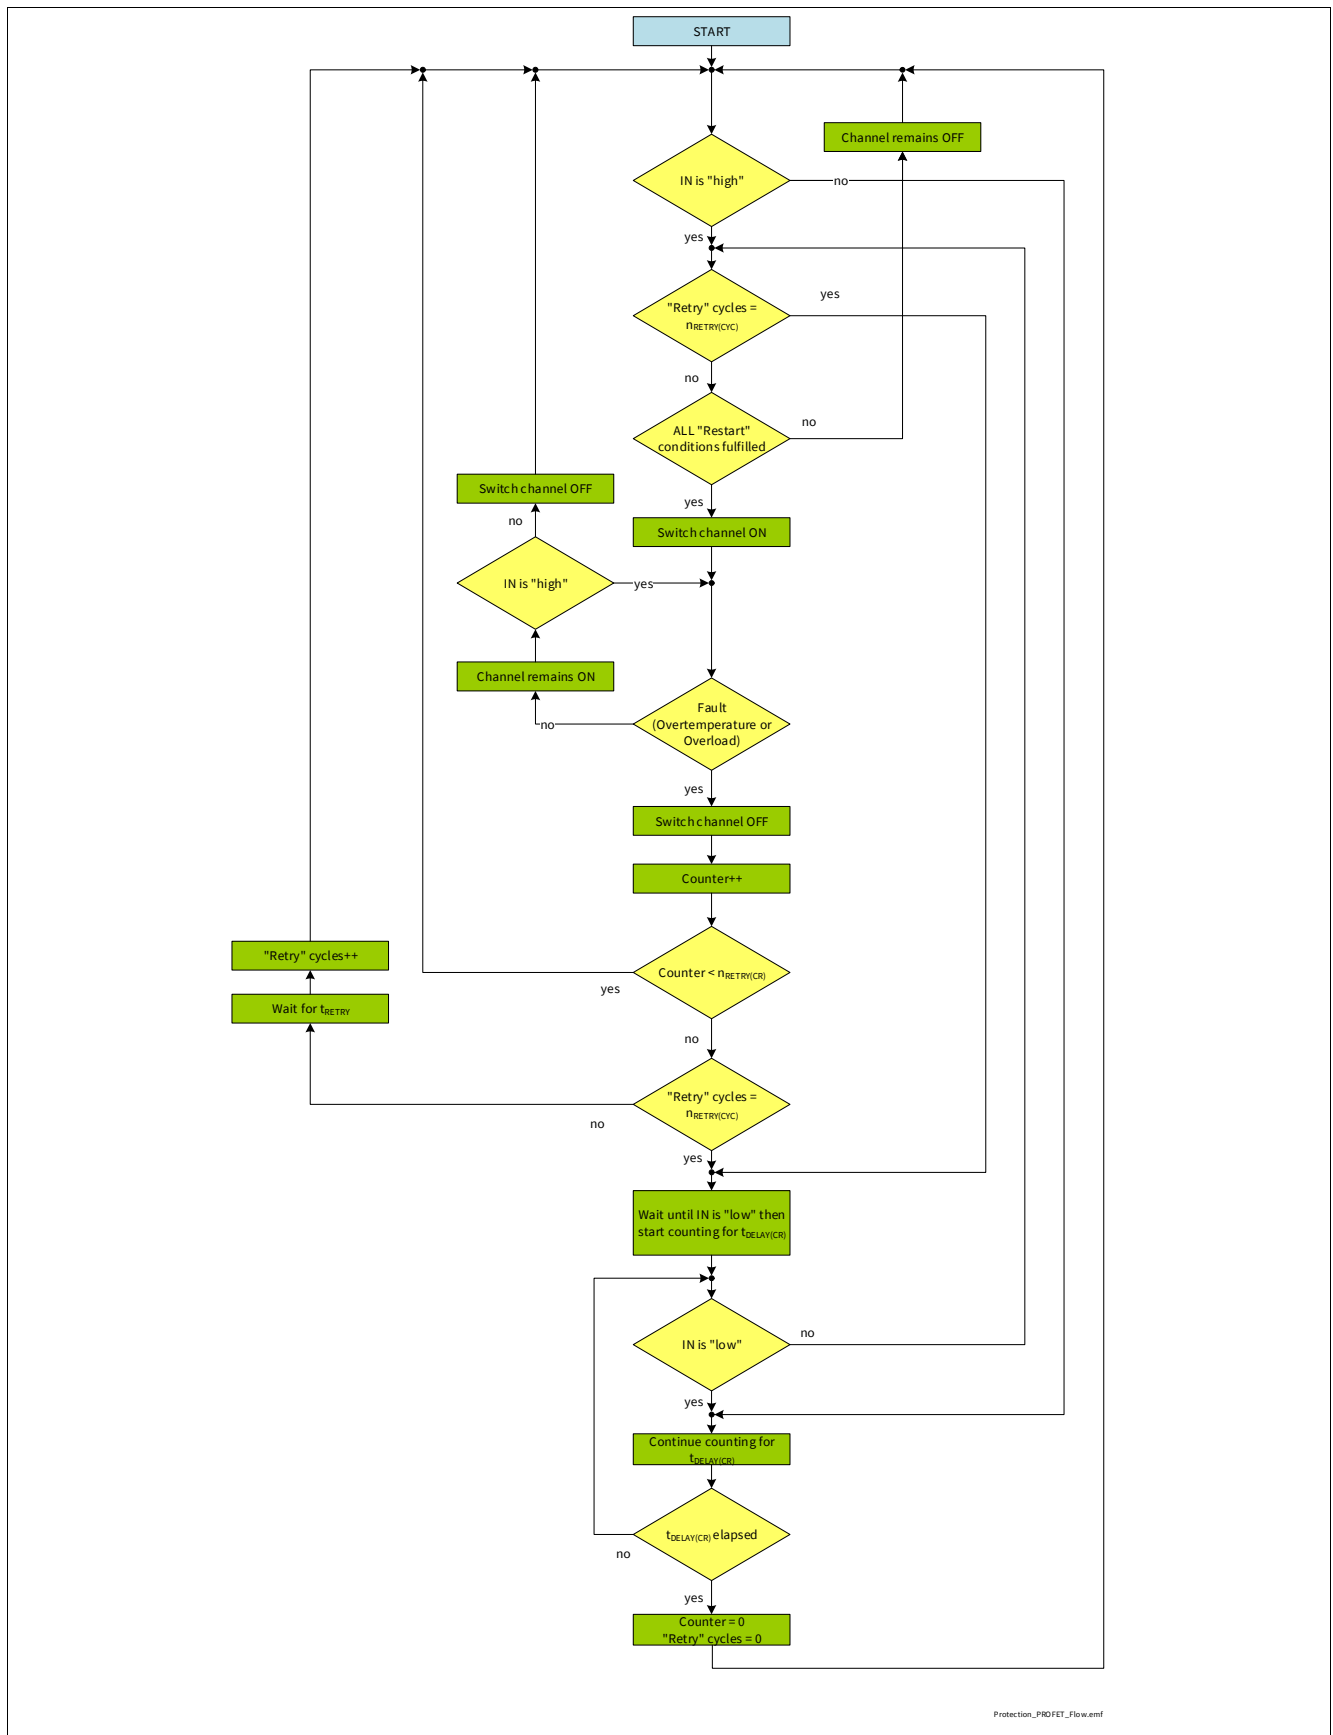 START
Channel remains OFF
IN is "high"
no
yes
"Retry" cycles =
nRETRY(CYC)
yes
no
ALL "Restart"
conditions fulfilled
no
yes
Switch channel OFF
no
Switch channel ON
IN is "high"
yes
Channel remains ON
Fault
(Overtemperature or
Overload)
no
yes
Switch channel OFF
Counter++
"Retry" cycles++
Counter < nRETRY(CR)
yes
Wait for tRETRY
no
"Retry" cycles =
nRETRY(CYC)
no
yes
Wait until IN is "low" then
start counting for tDELAY(CR)
IN is "low"
no
yes
Continue counting for
tDELAY(CR)
tDELAY(CR) elapsed
no
yes
Counter = 0
"Retry" cycles = 0
Protection_PROFET_Flow.emf